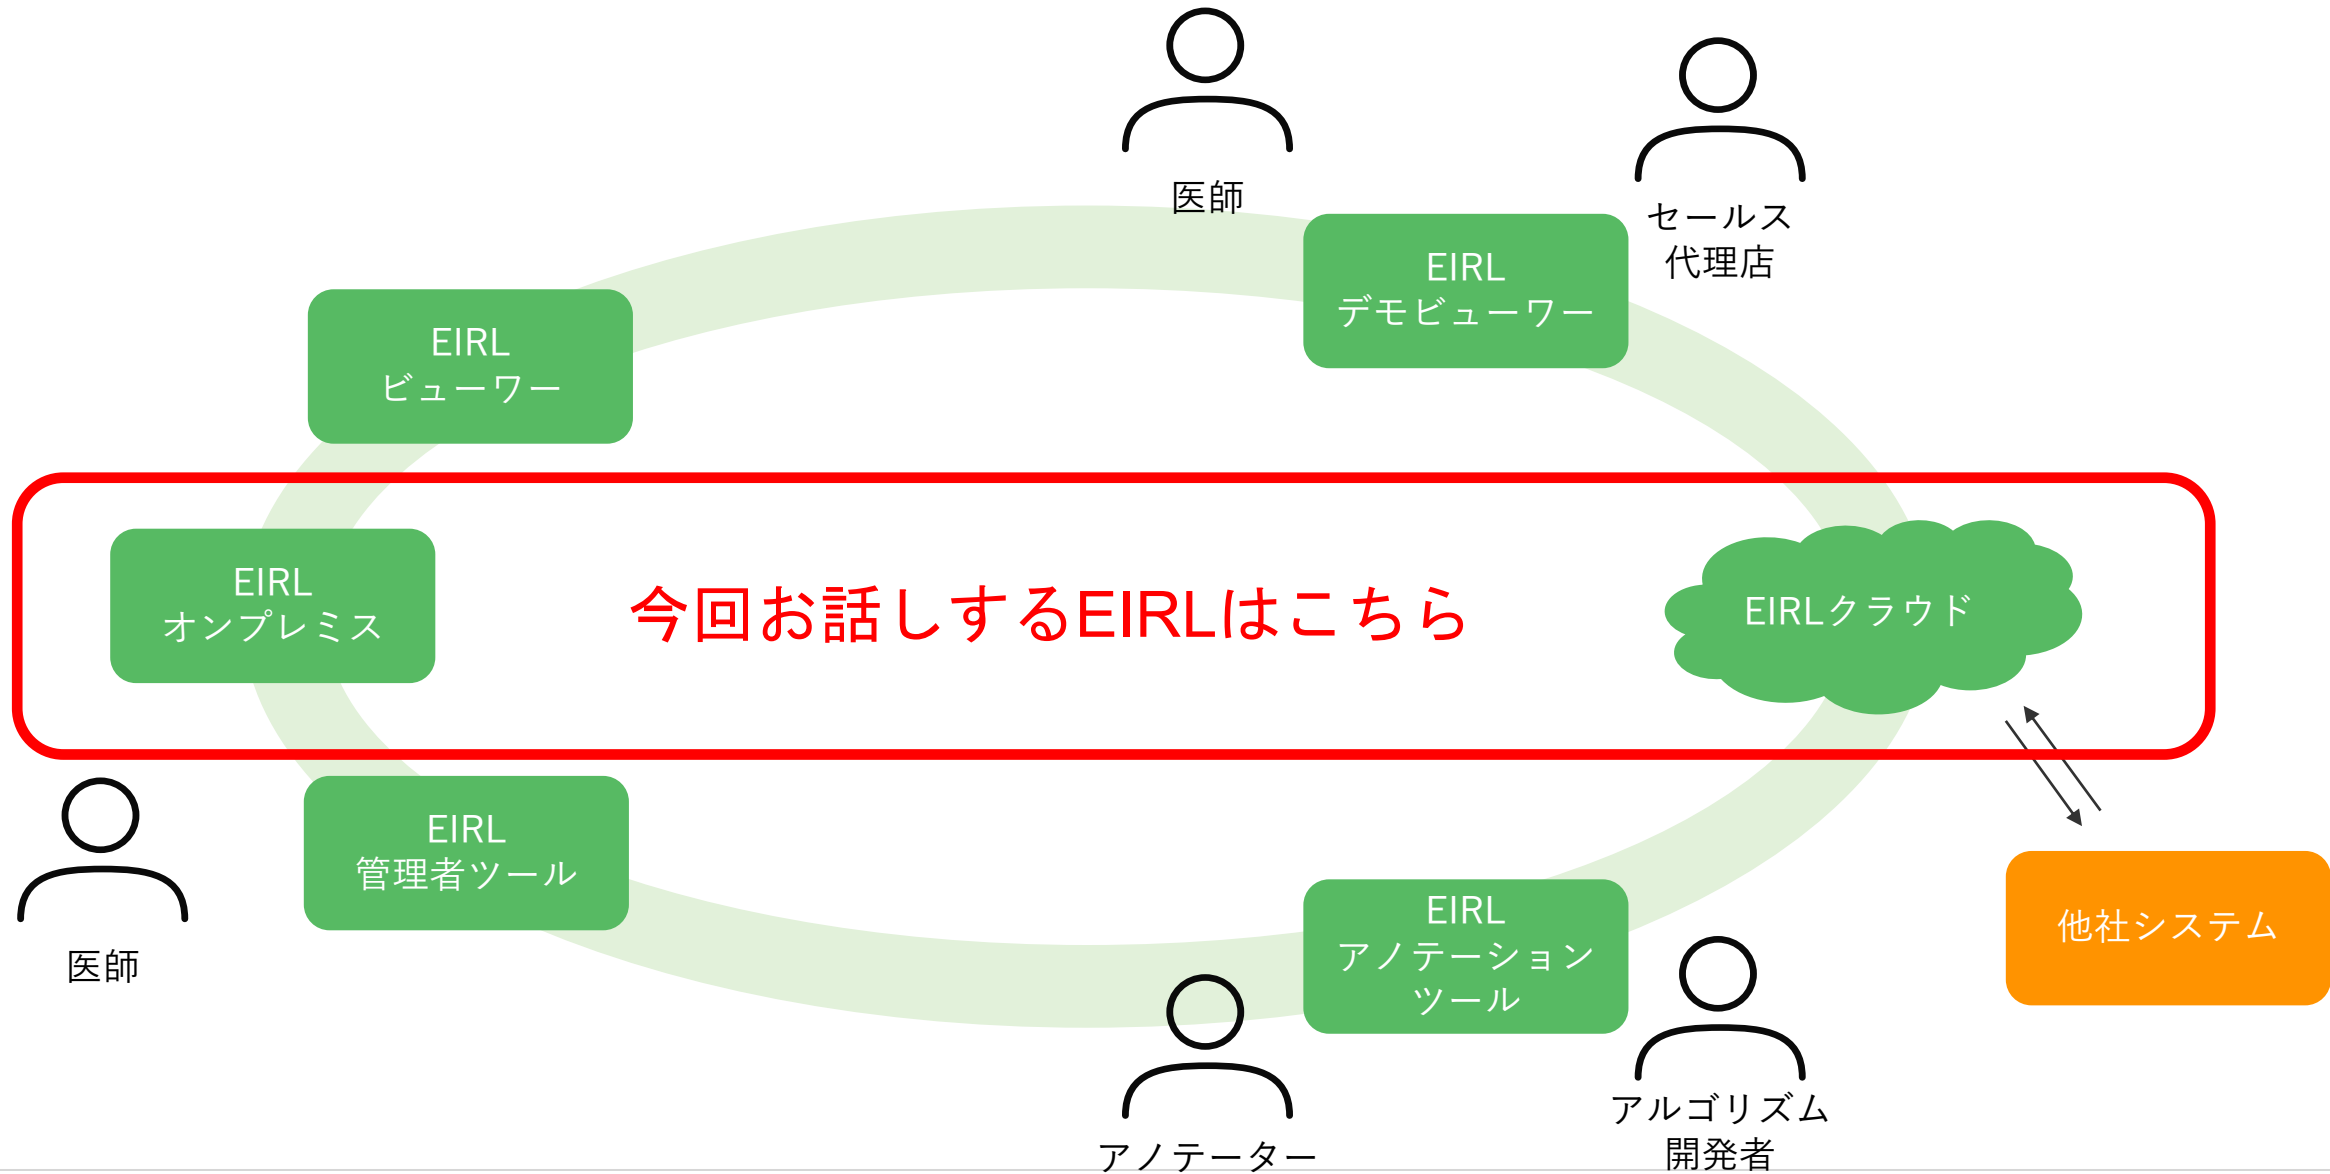 医師
セールス
代理店
EIRL
デモビューワー
EIRL
ビューワー
EIRL
オンプレミス
今回お話しするEIRLはこちら
EIRLクラウド
EIRL
管理者ツール
医師
EIRL
アノテーション
ツール
他社システム
アノテーター
アルゴリズム
開発者